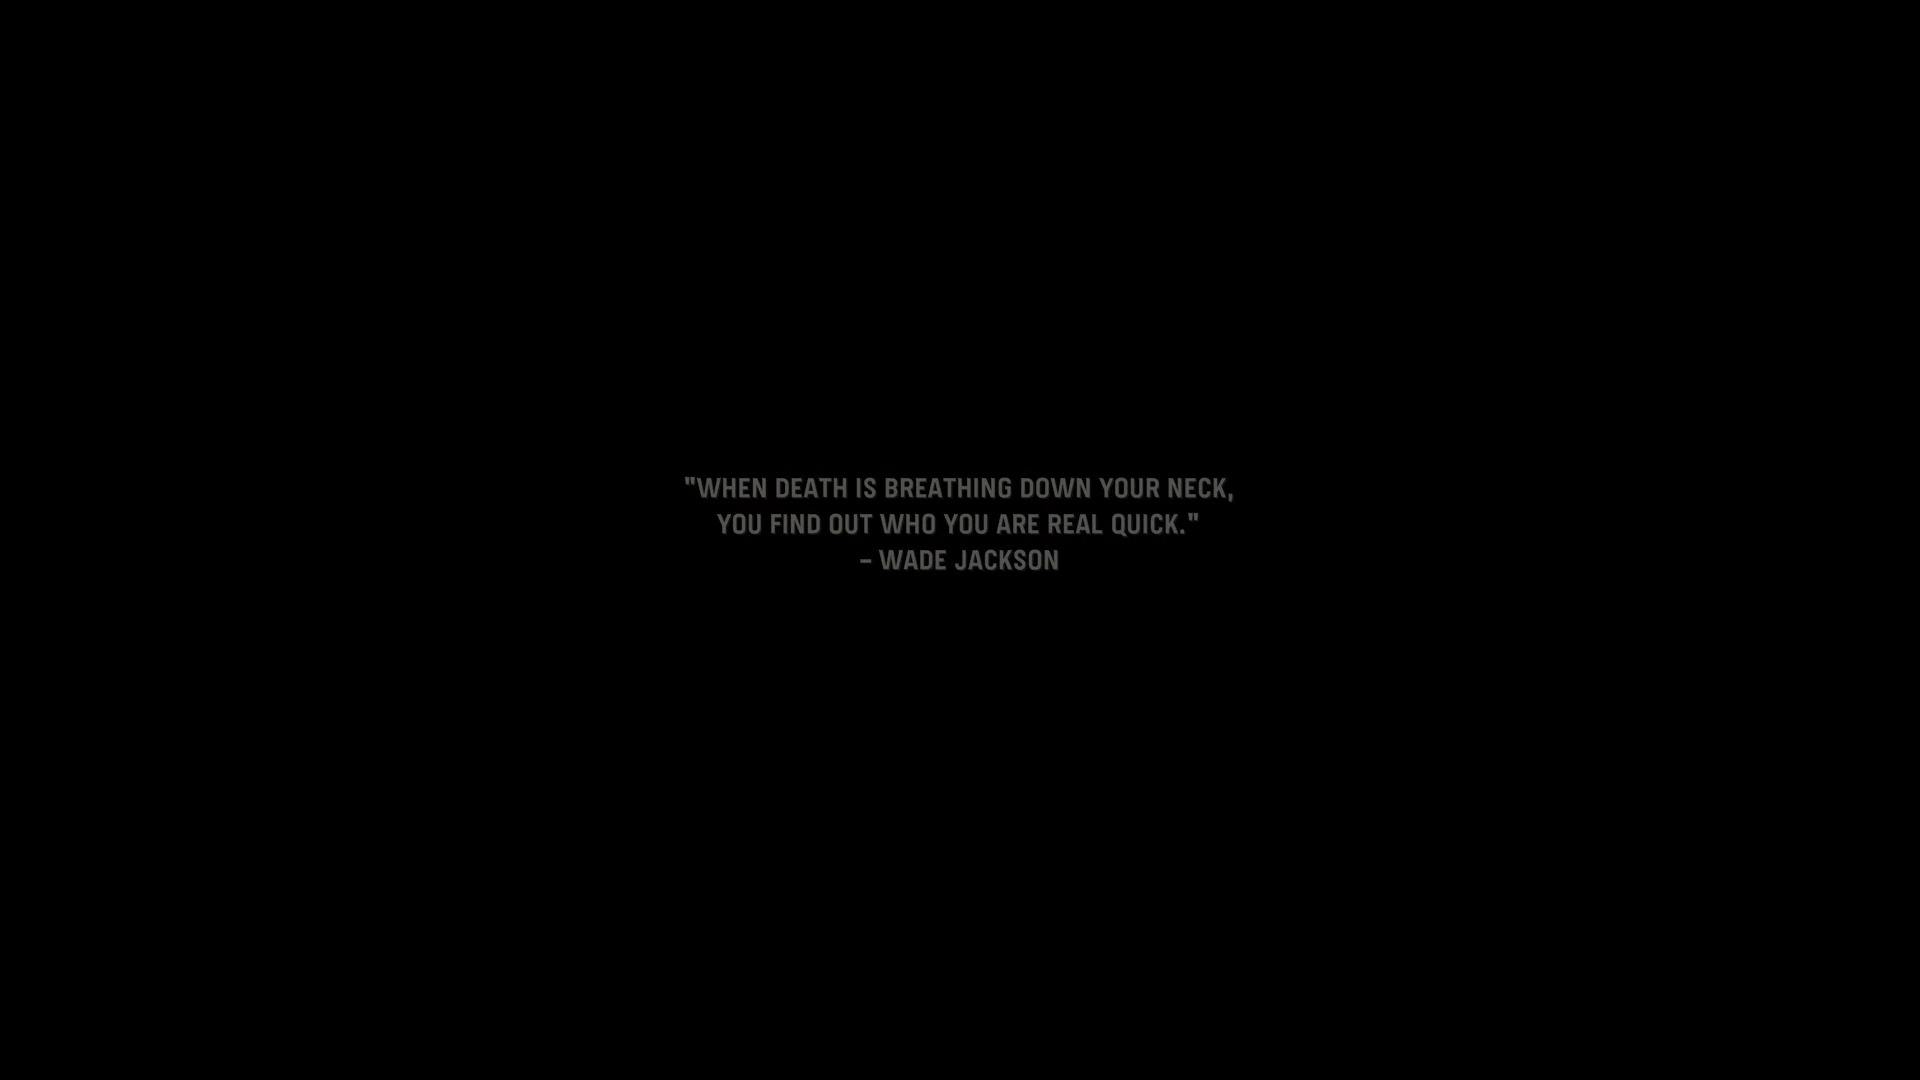 "WHEN DEATH IS BREATHING DOWN YOUR NECK,
YOU FIND OUT WHO YOU ARE REAL QUICK."
– WADE JACKSON